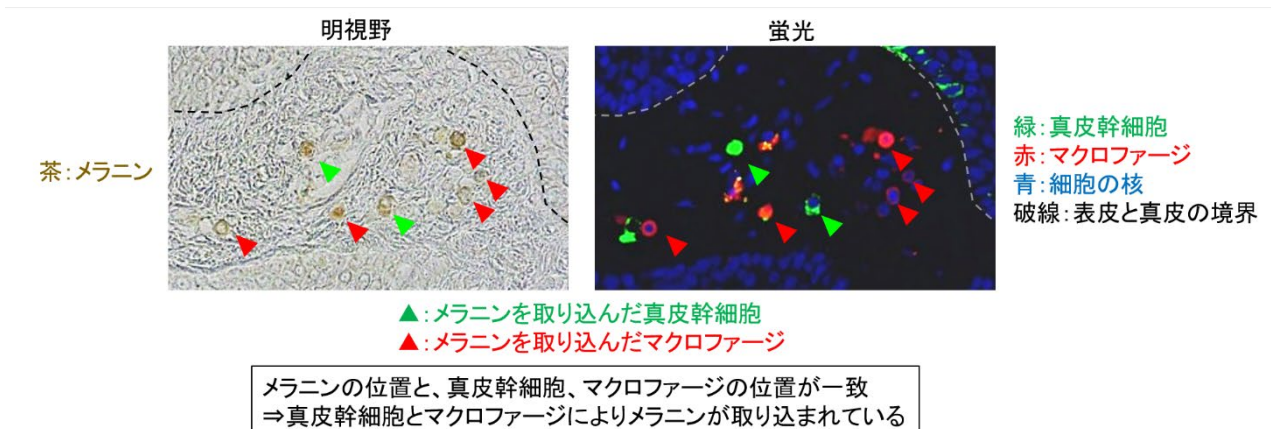 明視野
蛍光
茶：メラニン
緑：真皮幹細胞
赤：マクロファージ
青：細胞の核
破線：表皮と真皮の境界
▲：メラニンを取り込んだ真皮幹細胞
▲：メラニンを取り込んだマクロファージ
メラニンの位置と、真皮幹細胞、マクロファージの位置が一致
⇒真皮幹細胞とマクロファージによりメラニンが取り込まれている